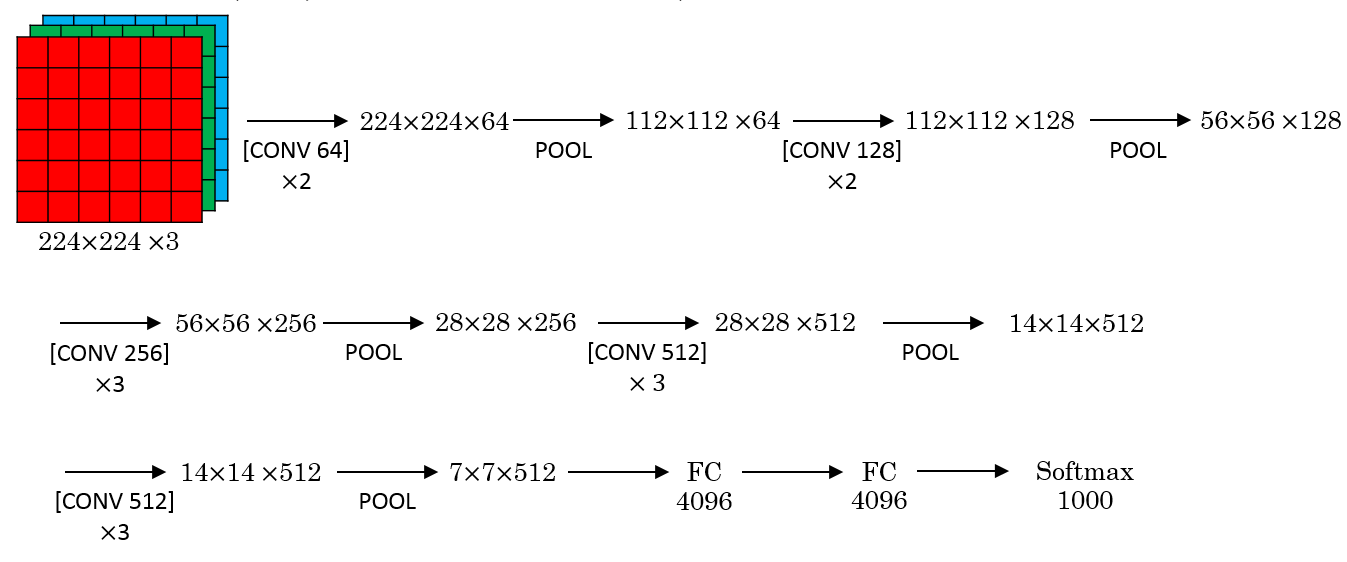 224×224×64 112×112 ×64 112×112 ×128 56×56 ×128
[CONV 64] POOL [CONV 128] POOL
×2 ×2
224×224 ×3
56×56 ×256 28×28 ×256 28×28 ×512 14×14×512
[CONV 256] POOL [CONV 512] POOL
×3 × 3
14×14 ×512 7×7×512 FC FC Softmax
[CONV 512] POOL 4096 4096 1000
×3